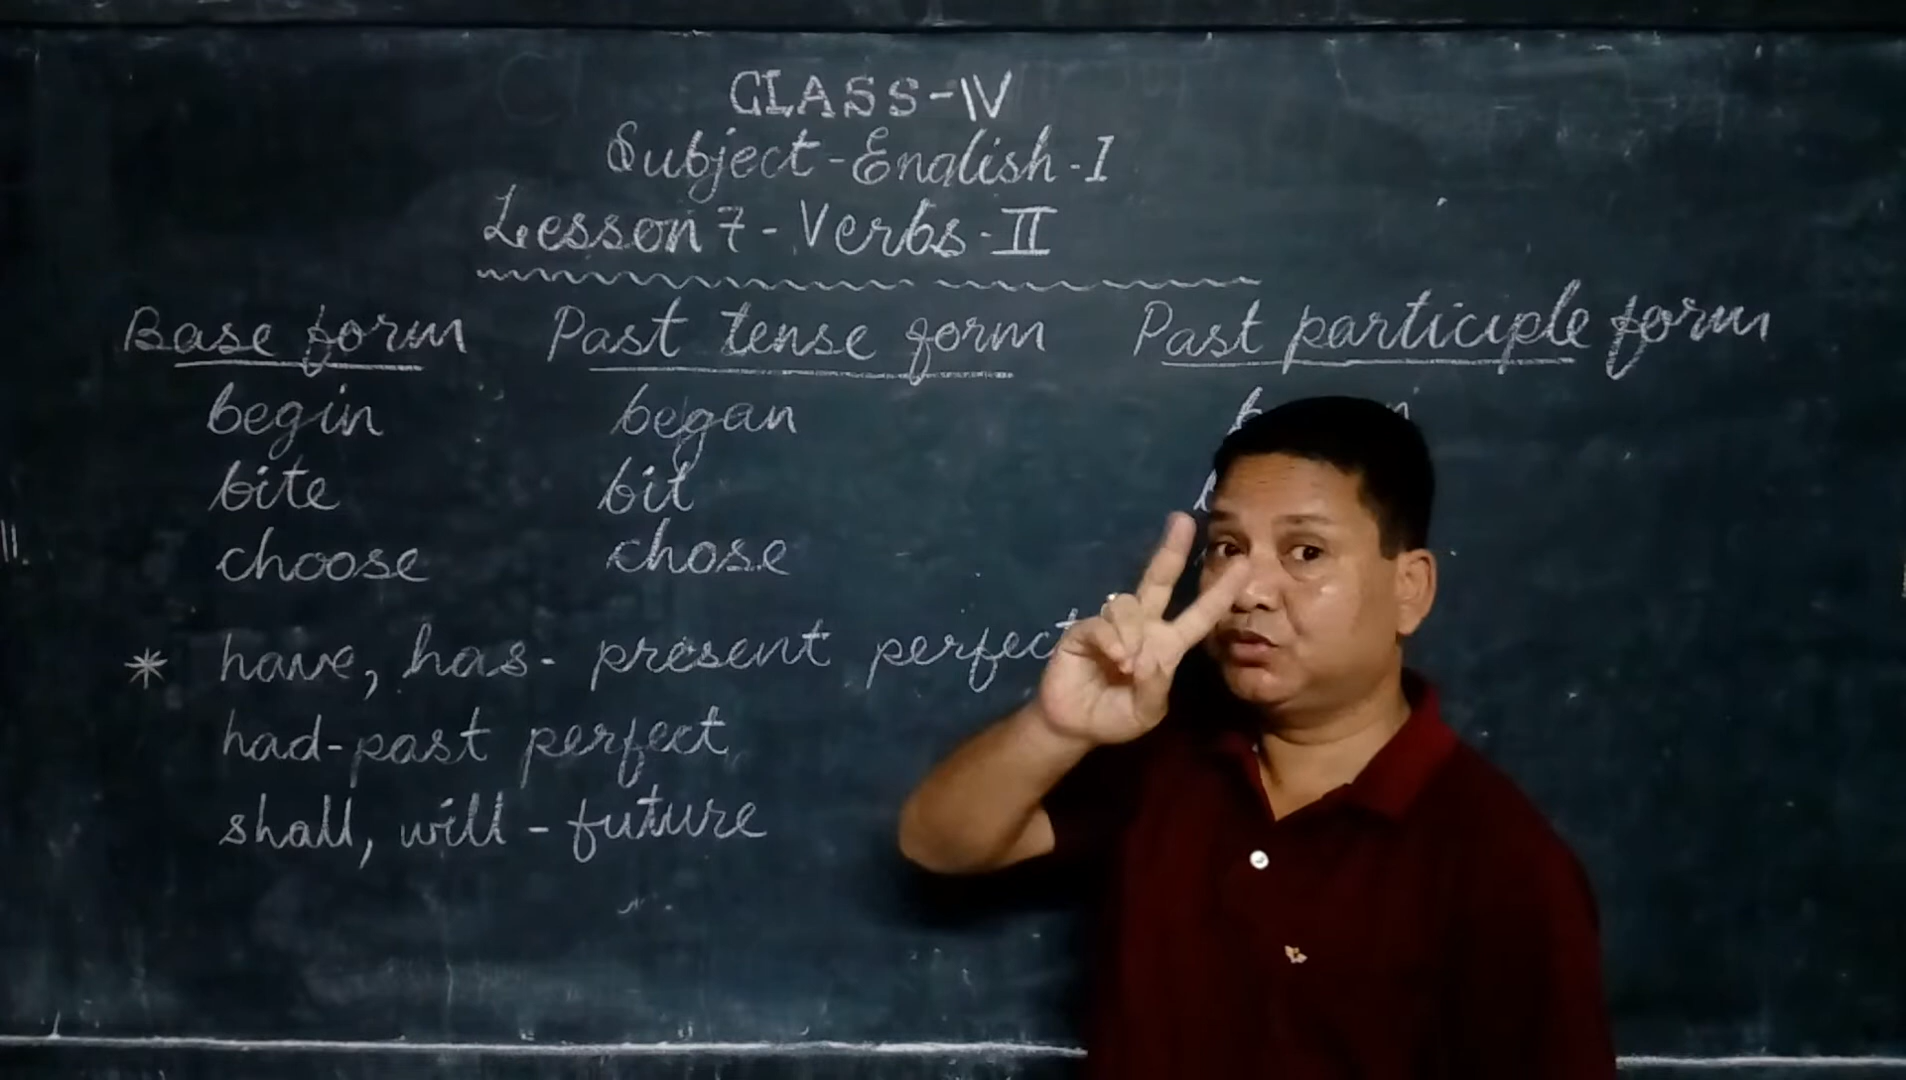 CLASS-IV
Subject-English-I
Lesson 7-Verbs-II
Base form Past tense form Past participle form
begin began
bite bit
choose chose
* have, has- present perfect
had-past perfect
shall, will - future